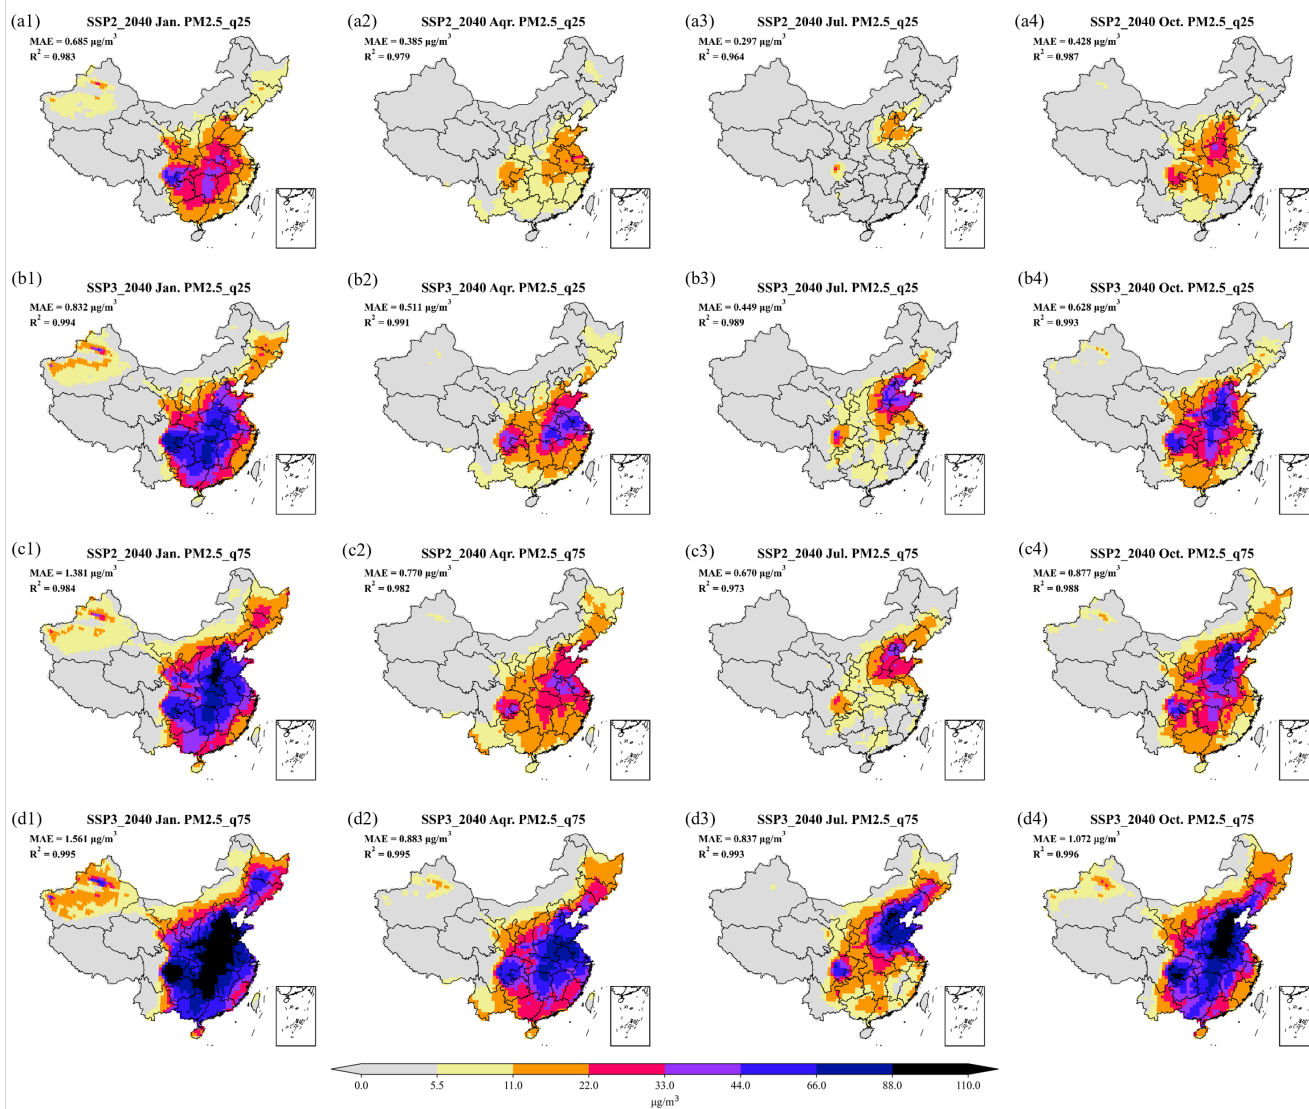 (a1) SSP2_2040 Jan. PM2.5_q25
MAE = 0.685 μg/m³
R² = 0.983
(a2) SSP2_2040 Aqr. PM2.5_q25
MAE = 0.385 μg/m³
R² = 0.979
(a3) SSP2_2040 Jul. PM2.5_q25
MAE = 0.297 μg/m³
R² = 0.964
(a4) SSP2_2040 Oct. PM2.5_q25
MAE = 0.428 μg/m³
R² = 0.987
(b1) SSP3_2040 Jan. PM2.5_q25
MAE = 0.832 μg/m³
R² = 0.994
(b2) SSP3_2040 Aqr. PM2.5_q25
MAE = 0.511 μg/m³
R² = 0.991
(b3) SSP3_2040 Jul. PM2.5_q25
MAE = 0.449 μg/m³
R² = 0.989
(b4) SSP3_2040 Oct. PM2.5_q25
MAE = 0.628 μg/m³
R² = 0.993
(c1) SSP2_2040 Jan. PM2.5_q75
MAE = 1.381 μg/m³
R² = 0.984
(c2) SSP2_2040 Aqr. PM2.5_q75
MAE = 0.770 μg/m³
R² = 0.982
(c3) SSP2_2040 Jul. PM2.5_q75
MAE = 0.670 μg/m³
R² = 0.973
(c4) SSP2_2040 Oct. PM2.5_q75
MAE = 0.877 μg/m³
R² = 0.988
(d1) SSP3_2040 Jan. PM2.5_q75
MAE = 1.561 μg/m³
R² = 0.995
(d2) SSP3_2040 Aqr. PM2.5_q75
MAE = 0.883 μg/m³
R² = 0.995
(d3) SSP3_2040 Jul. PM2.5_q75
MAE = 0.837 μg/m³
R² = 0.993
(d4) SSP3_2040 Oct. PM2.5_q75
MAE = 1.072 μg/m³
R² = 0.996
0.0 5.5 11.0 22.0 33.0 44.0 66.0 88.0 110.0
μg/m³